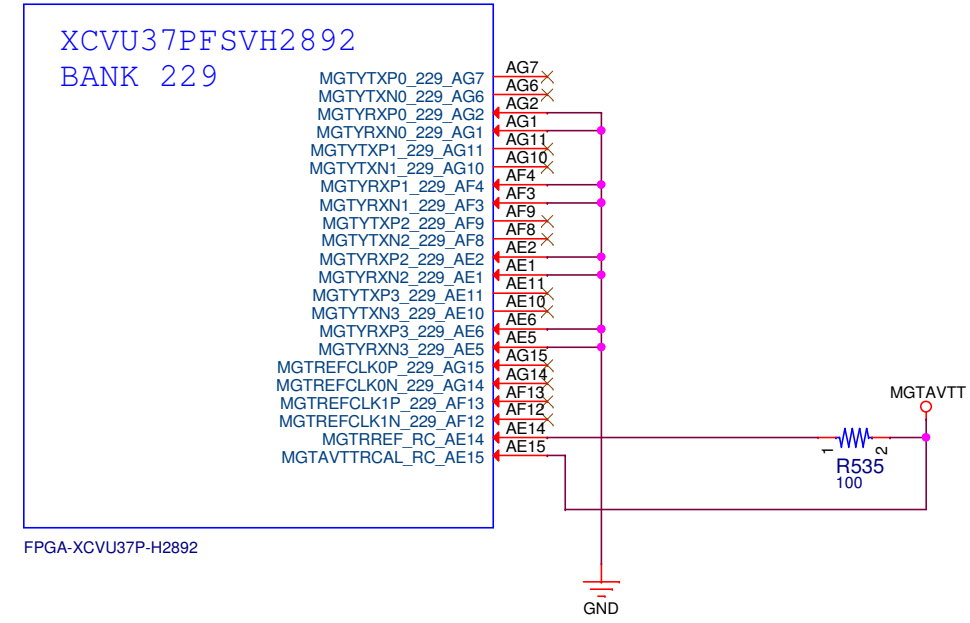 XCVU37PFSVH2892
BANK 229
MGTYTXP0_229_AG7 AG7
MGTYTXN0_229_AG6 AG6
MGTYRXP0_229_AG2 AG2
MGTYRXN0_229_AG1 AG1
MGTYTXP1_229_AG11 AG11
MGTYTXN1_229_AG10 AG10
MGTYRXP1_229_AF4 AF4
MGTYRXN1_229_AF3 AF3
MGTYTXP2_229_AF9 AF9
MGTYTXN2_229_AF8 AF8
MGTYRXP2_229_AE2 AE2
MGTYRXN2_229_AE1 AE1
MGTYTXP3_229_AE11 AE11
MGTYTXN3_229_AE10 AE10
MGTYRXP3_229_AE6 AE6
MGTYRXN3_229_AE5 AE5
MGTREFCLK0P_229_AG15 AG15
MGTREFCLK0N_229_AG14 AG14
MGTREFCLK1P_229_AF13 AF13
MGTREFCLK1N_229_AF12 AF12
MGTRREF_RC_AE14 AE14
MGTAVTTRCAL_RC_AE15 AE15
MGTAVTT
1 2
R535
100
FPGA-XCVU37P-H2892
GND